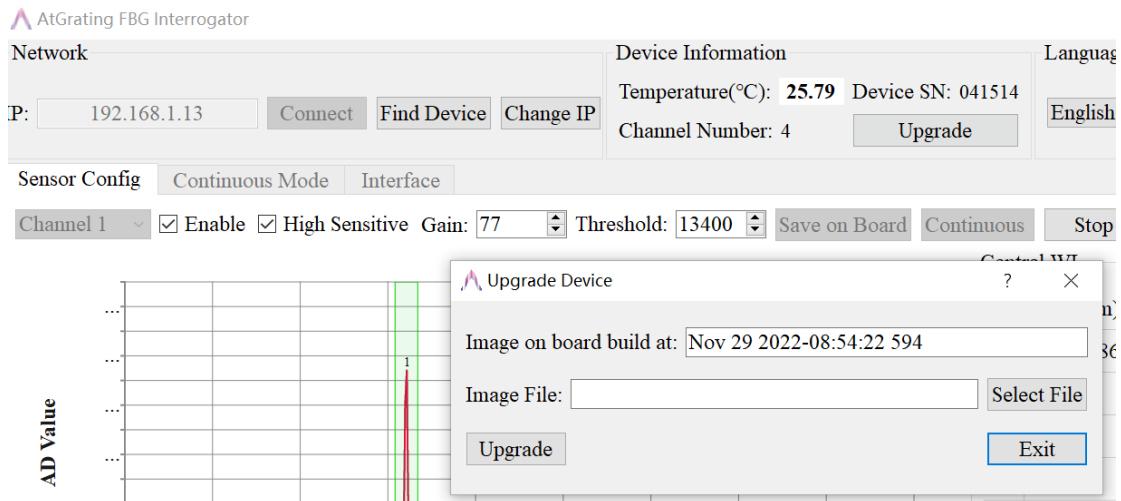 AtGrating FBG Interrogator
Network
Device Information
IP: 192.168.1.13 Connect Find Device Change IP
Temperature(°C): 25.79 Device SN: 041514
English
Channel Number: 4 Upgrade
Sensor Config Continuous Mode Interface
Channel 1 Enable High Sensitive Gain: 77 Threshold: 13400 Save on Board Continuous Stop
Upgrade Device ? ×
Image on board build at: Nov 29 2022-08:54:22 594
Image File: Select File
Upgrade Exit
...
...
1
...
...
AD Value